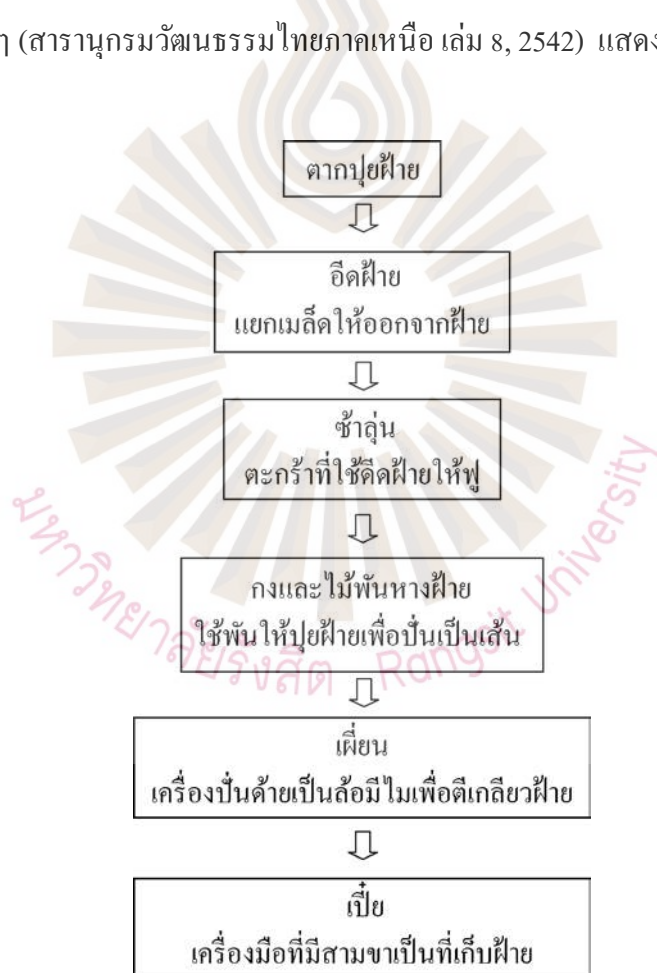 ๆ (สารานุกรมวัฒนธรรมไทยภาคเหนือ เล่ม 8, 2542) แสดง
ตากปุยฝ้าย
อีดฝ้าย
แยกเมล็ดให้ออกจากฝ้าย
ซ้าลุ่น
ตะกร้าที่ใช้ดีดฝ้ายให้ฟู
กงและไม้พันหางฝ้าย
ใช้พันให้ปุยฝ้ายเพื่อปั่นเป็นเส้น
มหาวิทยาลัยรังสิต Rangsit University
เผี่ยน
เครื่องปั่นด้ายเป็นล้อมีไมเพื่อตีเกลียวฝ้าย
เปี๋ย
เครื่องมือที่มีสามขาเป็นที่เก็บฝ้าย